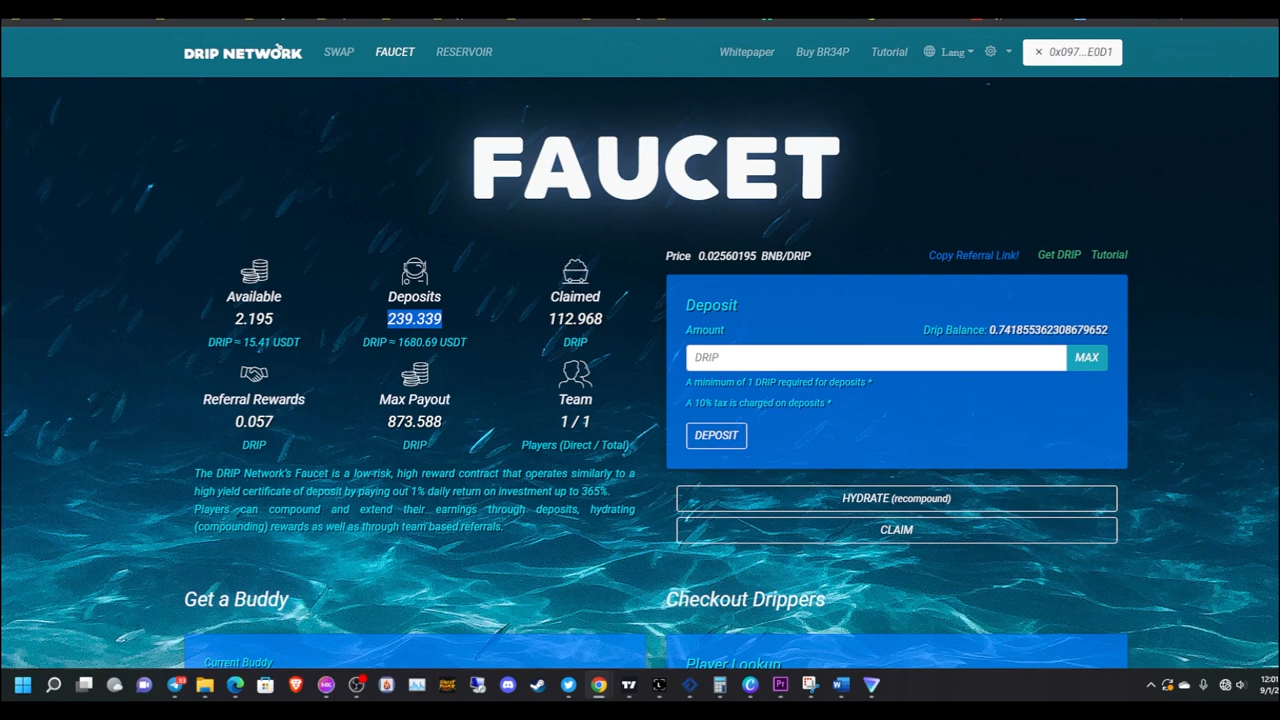 DRIP NETWORK SWAP FAUCET RESERVOIR Whitepaper Buy BR34P Tutorial Lang × 0x097...E0D1
FAUCET
Price 0.02560195 BNB/DRIP Copy Referral Link! Get DRIP Tutorial
Available Deposits Claimed
2.195 239.339 112.968
DRIP ≈ 15.41 USDT DRIP ≈ 1680.69 USDT DRIP
Referral Rewards Max Payout Team
0.057 873.588 1 / 1
DRIP DRIP Players (Direct / Total)
The DRIP Network's Faucet is a low-risk, high reward contract that operates similarly to a
high yield certificate of deposit by paying out 1% daily return on investment up to 365%.
Players can compound and extend their earnings through deposits, hydrating
(compounding) rewards as well as through team based referrals.
Deposit
Amount Drip Balance: 0.741855362308679652
DRIP MAX
A minimum of 1 DRIP required for deposits *
A 10% tax is charged on deposits *
DEPOSIT
HYDRATE (recompound)
CLAIM
Get a Buddy Checkout Drippers
Current Buddy Player Lookup
12:01
9/1/2